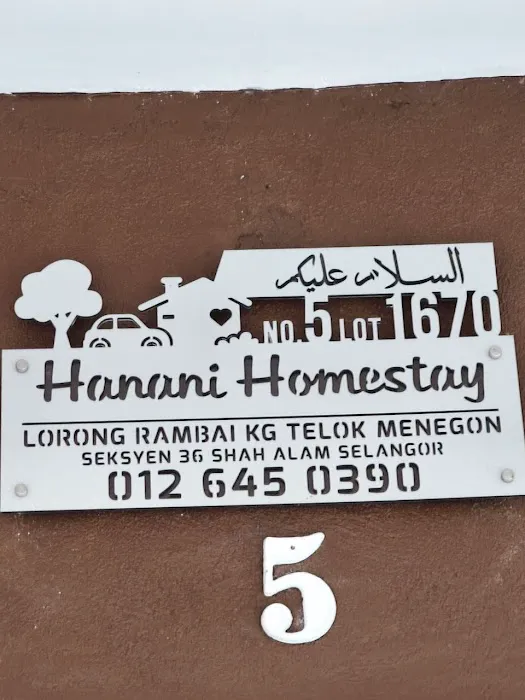 السلام عليكم
NO. 5 LOT 1670
Hanani Homestay
LORONG RAMBAI KG TELOK MENEGON
SEKSYEN 36 SHAH ALAM SELANGOR
012 645 0390
5